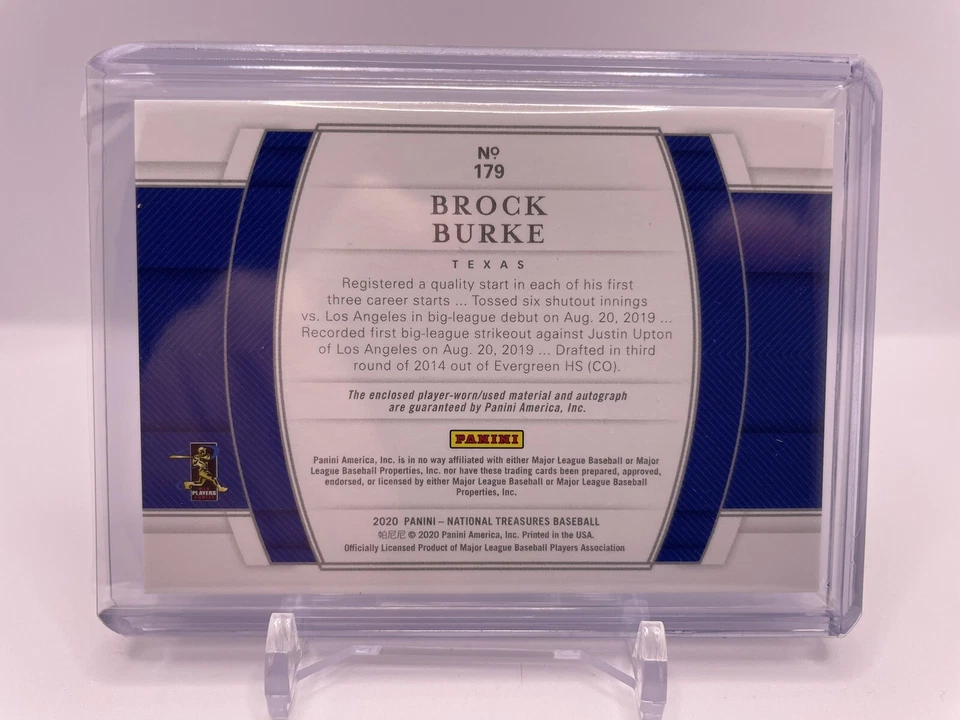 Nº
179
BROCK
BURKE
TEXAS
Registered a quality start in each of his first
three career starts ... Tossed six shutout innings
vs. Los Angeles in big-league debut on Aug. 20, 2019 ...
Recorded first big-league strikeout against Justin Upton
of Los Angeles on Aug. 20, 2019 ... Drafted in third
round of 2014 out of Evergreen HS (CO).
The enclosed player-worn/used material and autograph
are guaranteed by Panini America, Inc.
PANINI
Panini America, Inc. is in no way affiliated with either Major League Baseball or Major
League Baseball Properties, Inc. nor have these trading cards been prepared, approved,
endorsed, or licensed by either Major League Baseball or Major League Baseball
Properties, Inc.
PLAYERS
2020 PANINI – NATIONAL TREASURES BASEBALL
帕尼尼 © 2020 Panini America, Inc. Printed in the USA.
Officially Licensed Product of Major League Baseball Players Association